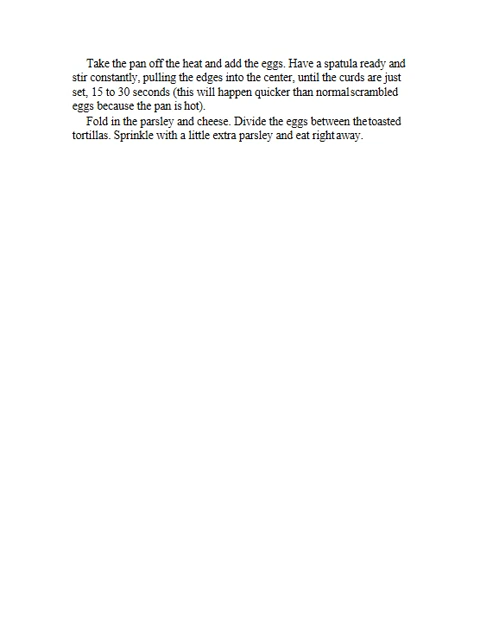 Take the pan off the heat and add the eggs. Have a spatula ready and
stir constantly, pulling the edges into the center, until the curds are just
set, 15 to 30 seconds (this will happen quicker than normal scrambled
eggs because the pan is hot).
Fold in the parsley and cheese. Divide the eggs between the toasted
tortillas. Sprinkle with a little extra parsley and eat right away.